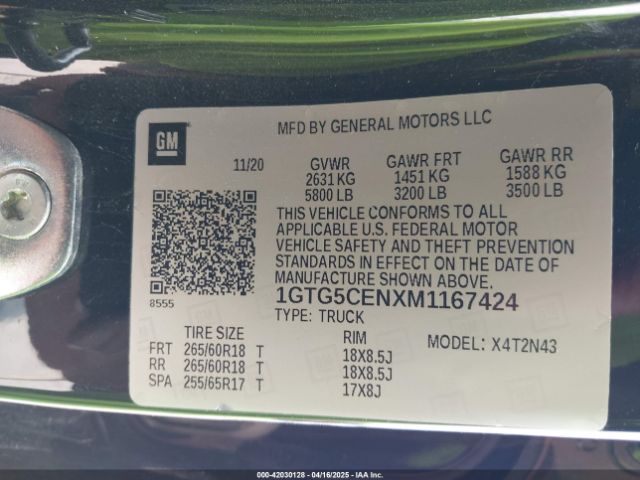 GM
MFD BY GENERAL MOTORS LLC
11/20
GVWR GAWR FRT GAWR RR
2631 KG 1451 KG 1588 KG
5800 LB 3200 LB 3500 LB
THIS VEHICLE CONFORMS TO ALL
APPLICABLE U.S. FEDERAL MOTOR
VEHICLE SAFETY AND THEFT PREVENTION
STANDARDS IN EFFECT ON THE DATE OF
MANUFACTURE SHOWN ABOVE.
8555
1GTG5CENXM1167424
TYPE: TRUCK
TIRE SIZE RIM MODEL: X4T2N43
FRT 265/60R18 T 18X8.5J
RR 265/60R18 T 18X8.5J
SPA 255/65R17 T 17X8J
000-42030128 - 04/16/2025 - IAAI.COM